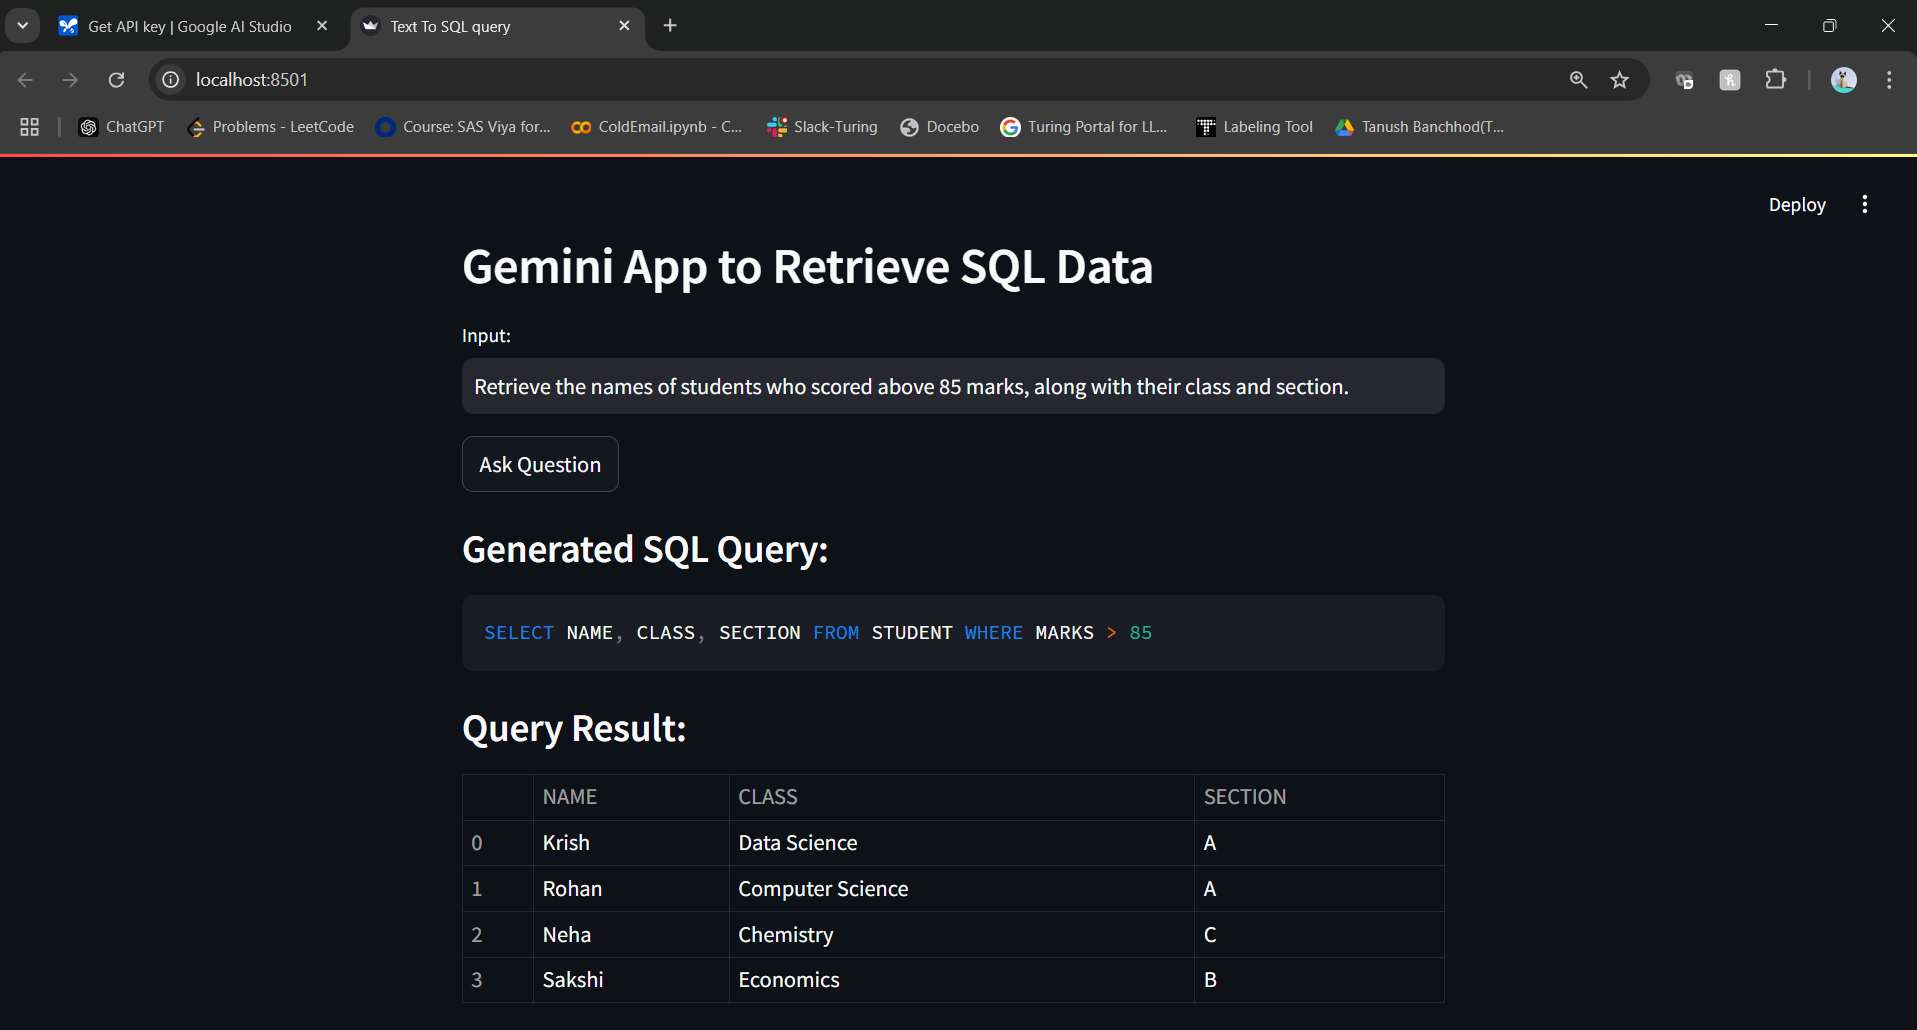 Get API key | Google AI Studio
Text To SQL query
localhost:8501
ChatGPT
Problems - LeetCode
Course: SAS Viya for...
ColdEmail.ipynb - C...
Slack-Turing
Docebo
Turing Portal for LL...
Labeling Tool
Tanush Banchhod(T...
Deploy
Gemini App to Retrieve SQL Data
Input:
Retrieve the names of students who scored above 85 marks, along with their class and section.
Ask Question
Generated SQL Query:
SELECT NAME, CLASS, SECTION FROM STUDENT WHERE MARKS > 85
Query Result:
NAME CLASS SECTION
0 Krish Data Science A
1 Rohan Computer Science A
2 Neha Chemistry C
3 Sakshi Economics B